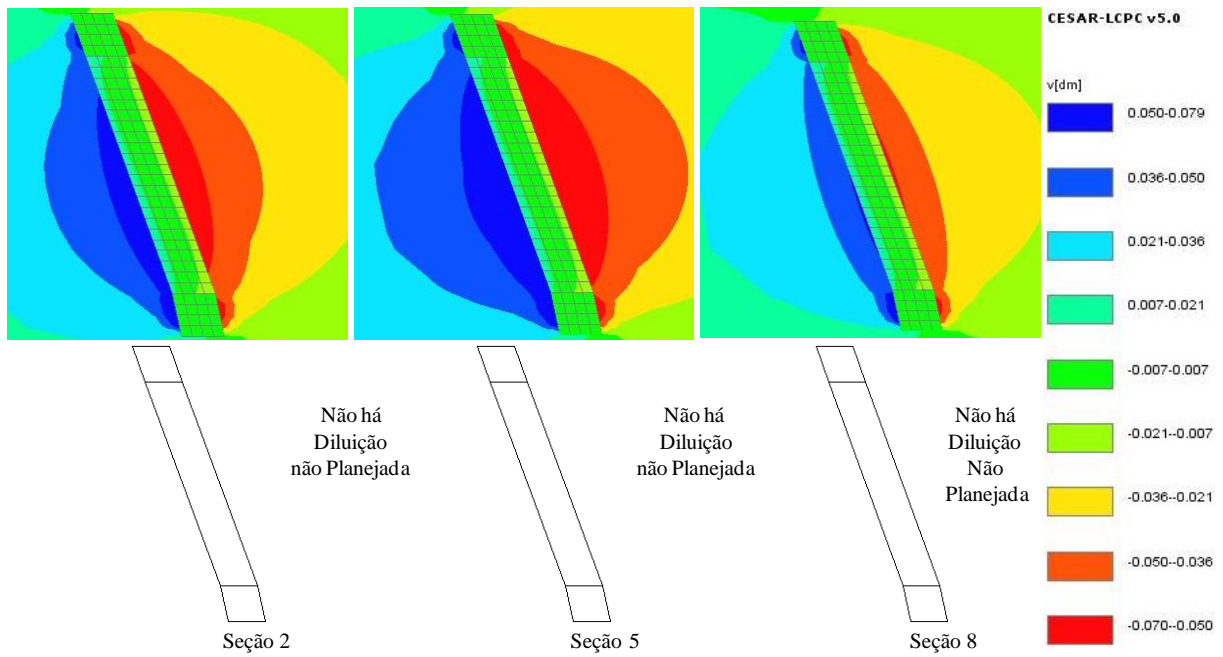 CESAR-LCPC v5.0
v[dm]
0.050-0.079
0.036-0.050
0.021-0.036
0.007-0.021
-0.007-0.007
-0.021--0.007
-0.036--0.021
-0.050--0.036
-0.070--0.050
Não há
Diluição
não Planejada
Não há
Diluição
não Planejada
Não há
Diluição
Não
Planejada
Seção 2
Seção 5
Seção 8